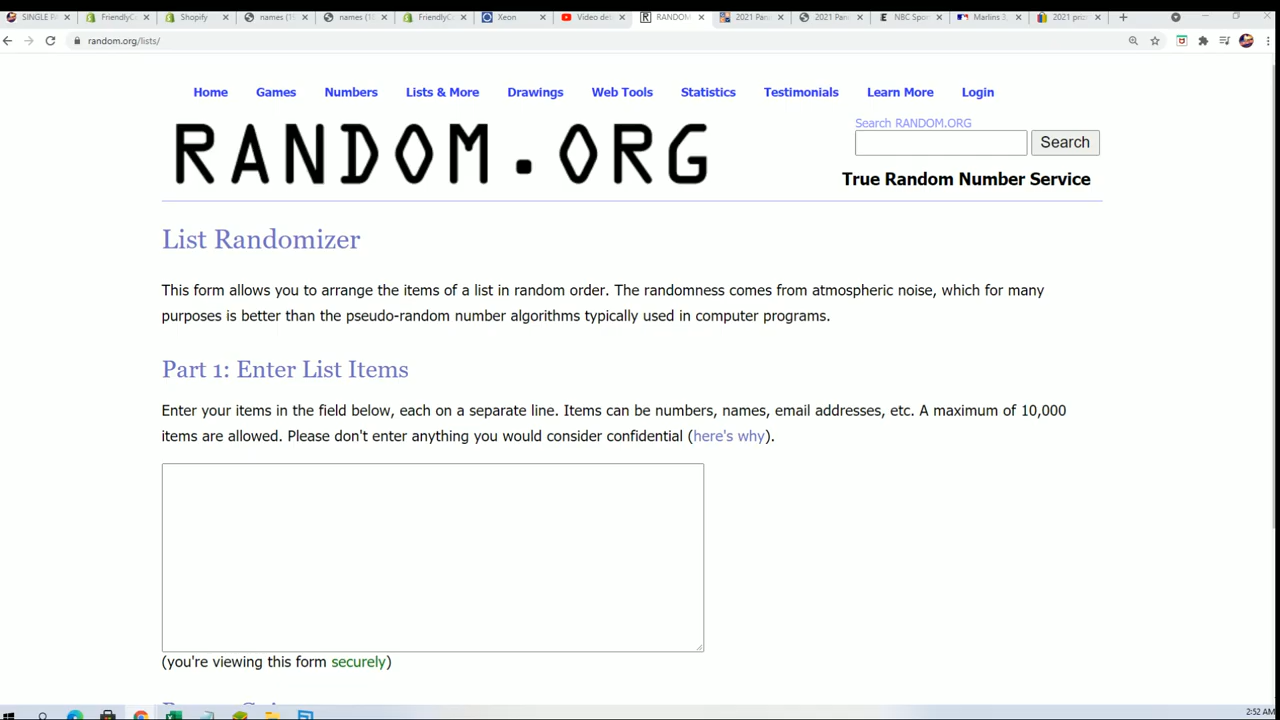 SINGLE
FriendlyC
Shopify
names (1
names (1
FriendlyC
Xeon
Video det
RANDOM
2021 Pan
2021 Pan
NBC Spor
Marlins 3
2021 priz
random.org/lists/
Home Games Numbers Lists & More Drawings Web Tools Statistics Testimonials Learn More Login
RANDOM.ORG
Search RANDOM.ORG
Search
True Random Number Service
List Randomizer
This form allows you to arrange the items of a list in random order. The randomness comes from atmospheric noise, which for many
purposes is better than the pseudo-random number algorithms typically used in computer programs.
Part 1: Enter List Items
Enter your items in the field below, each on a separate line. Items can be numbers, names, email addresses, etc. A maximum of 10,000
items are allowed. Please don't enter anything you would consider confidential (here's why).
(you're viewing this form securely)
2:52 AM